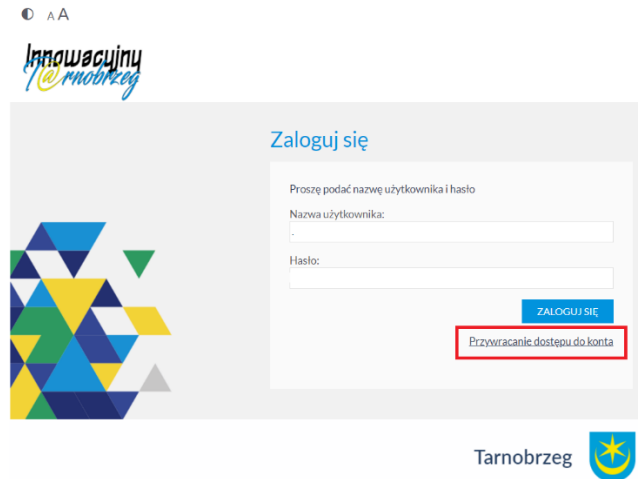 A A
Innowacyjny
T@rnobrzeg
Zaloguj się
Proszę podać nazwę użytkownika i hasło
Nazwa użytkownika:
.
Hasło:
ZALOGUJ SIĘ
Przywracanie dostępu do konta
Tarnobrzeg